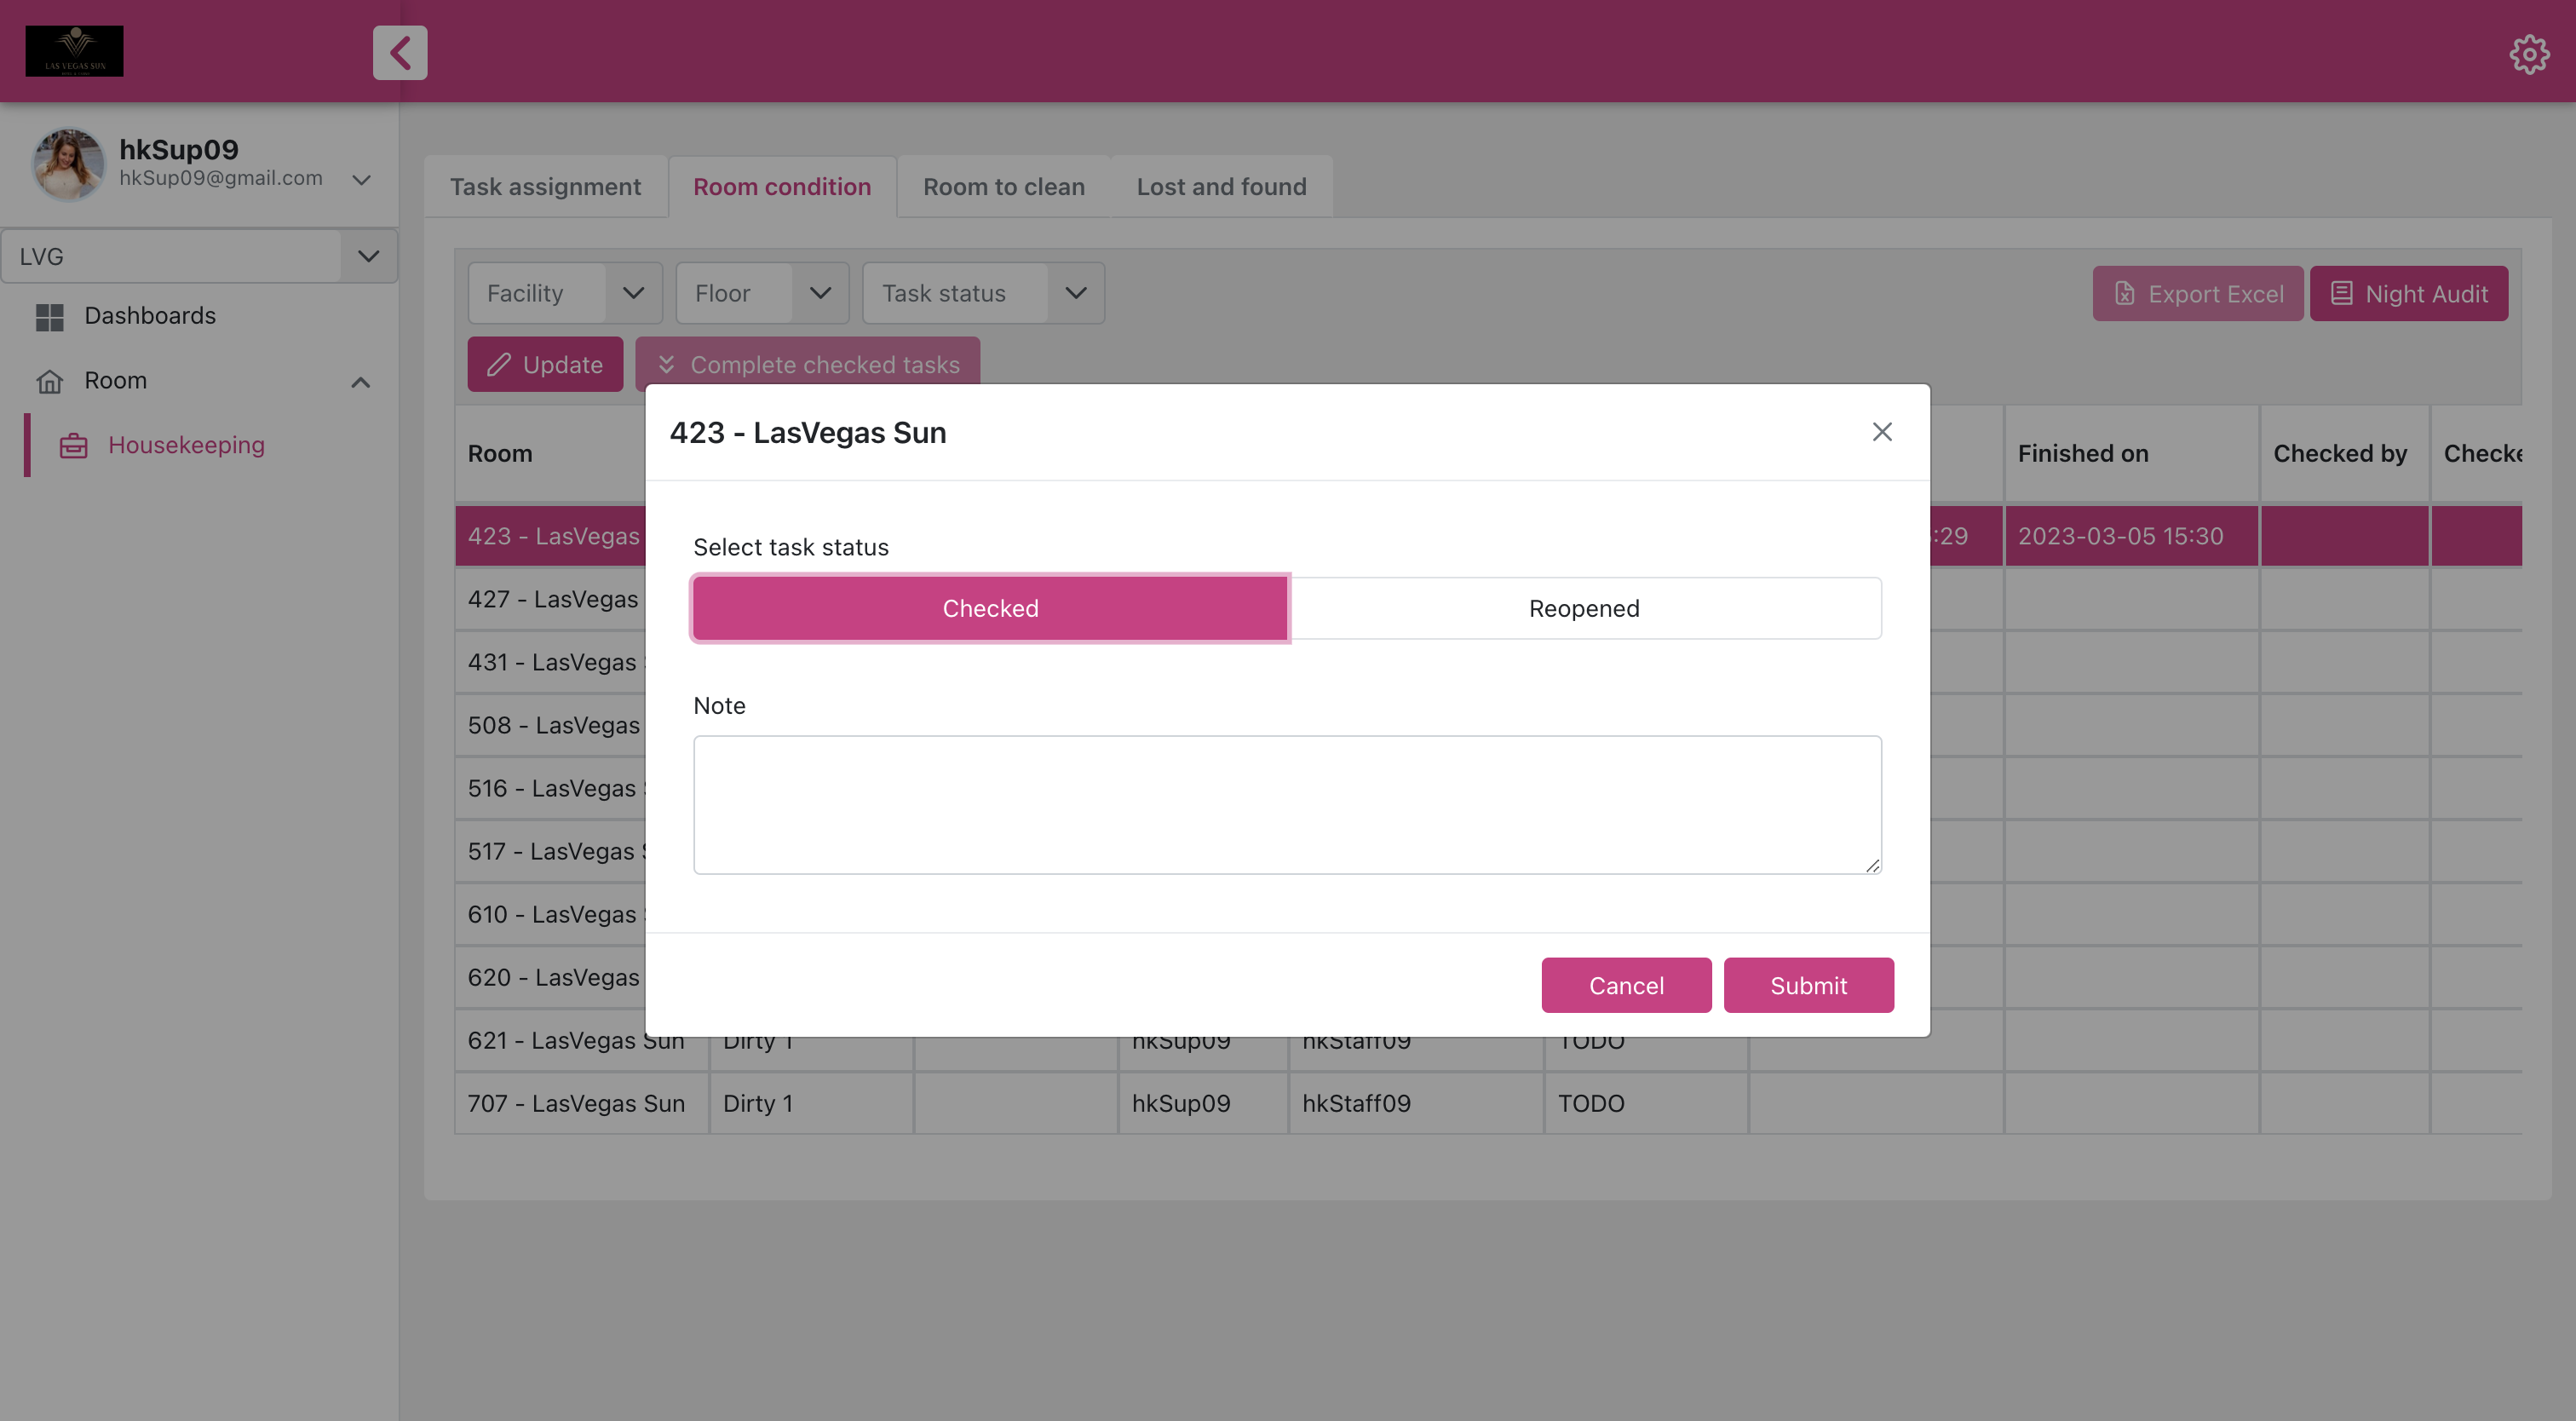 LAS VEGAS SUN
hkSup09
hkSup09@gmail.com
LVG
Dashboards
Room
Housekeeping
Task assignment
Room condition
Room to clean
Lost and found
Facility
Floor
Task status
Export Excel
Night Audit
Update
Complete checked tasks
Room
Finished on
Checked by
Checke
423 - LasVegas
:29
2023-03-05 15:30
427 - LasVegas
431 - LasVegas
508 - LasVegas
516 - LasVegas
517 - LasVegas
610 - LasVegas
620 - LasVegas
621 - LasVegas Sun
Dirty 1
hkSup09
hkStaff09
TODO
707 - LasVegas Sun
Dirty 1
hkSup09
hkStaff09
TODO
423 - LasVegas Sun
Select task status
Checked
Reopened
Note
Cancel
Submit